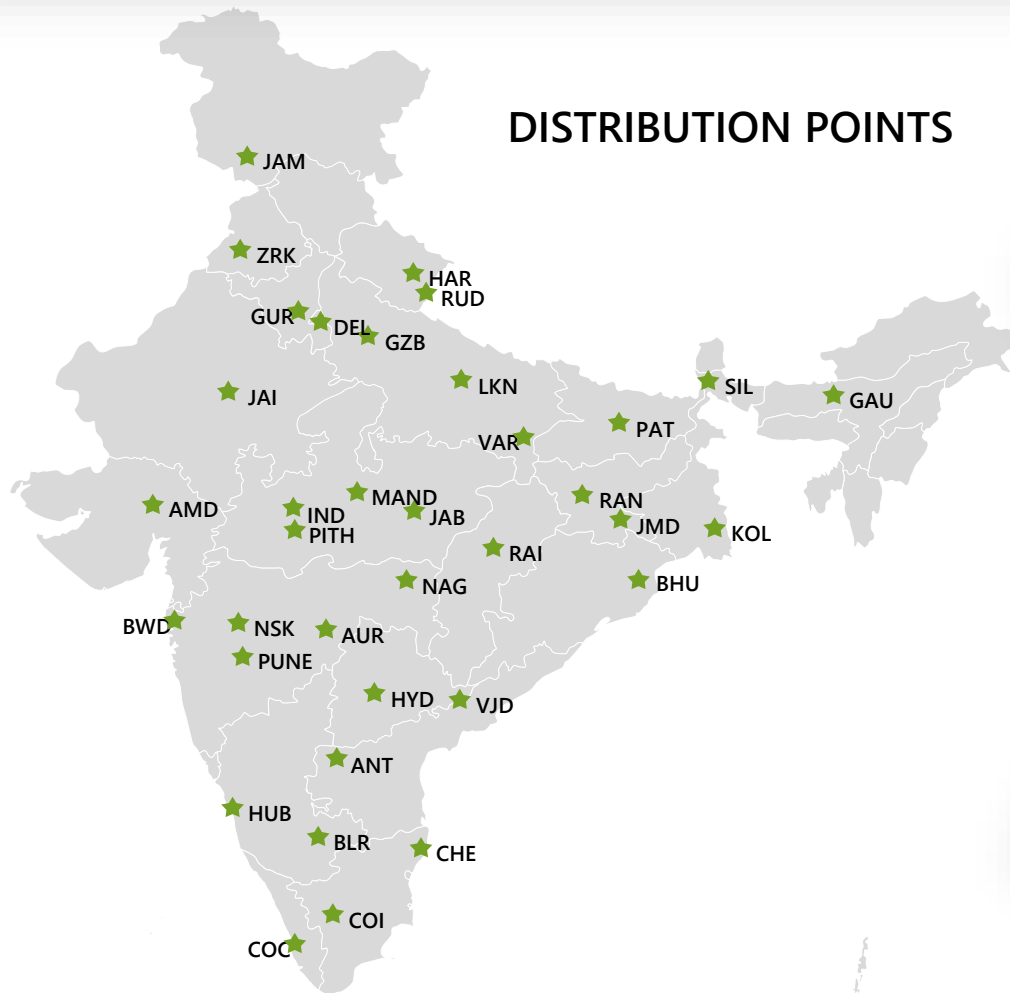 DISTRIBUTION POINTS
JAM
ZRK
HAR
RUD
GUR
DEL
GZB
LKN
SIL
GAU
JAI
PAT
VAR
MAND
RAN
AMD
IND
JAB
JMD
PITH
KOL
RAI
NAG
BHU
BWD
NSK
AUR
PUNE
HYD
VJD
ANT
HUB
BLR
CHE
COI
COC